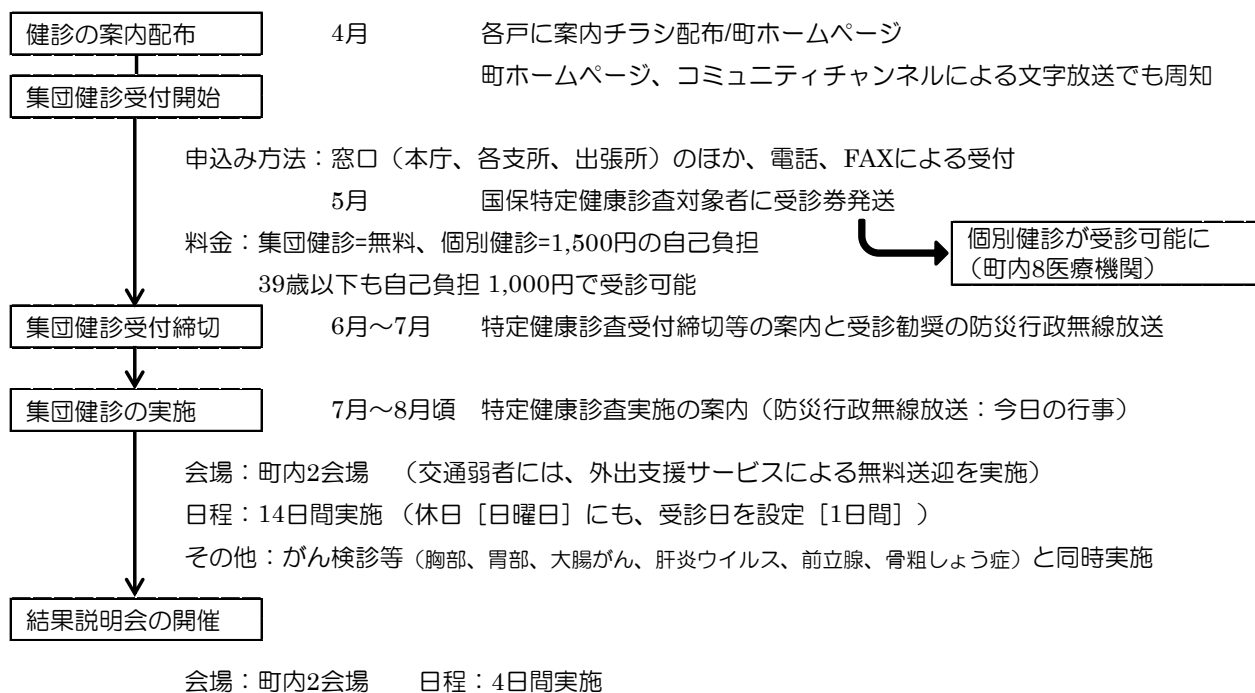 健診の案内配布　4月　各戸に案内チラシ配布/町ホームページ
町ホームページ、コミュニティチャンネルによる文字放送でも周知
集団健診受付開始
申込み方法：窓口（本庁、各支所、出張所）のほか、電話、FAXによる受付
5月　国保特定健康診査対象者に受診券発送
料金：集団健診=無料、個別健診=1,500円の自己負担
39歳以下も自己負担 1,000円で受診可能
個別健診が受診可能に
（町内8医療機関）
集団健診受付締切　6月～7月　特定健康診査受付締切等の案内と受診勧奨の防災行政無線放送
集団健診の実施　7月～8月頃　特定健康診査実施の案内（防災行政無線放送：今日の行事）
会場：町内2会場　（交通弱者には、外出支援サービスによる無料送迎を実施）
日程：14日間実施 （休日［日曜日］にも、受診日を設定［1日間］）
その他：がん検診等（胸部、胃部、大腸がん、肝炎ウイルス、前立腺、骨粗しょう症）と同時実施
結果説明会の開催
会場：町内2会場　日程：4日間実施